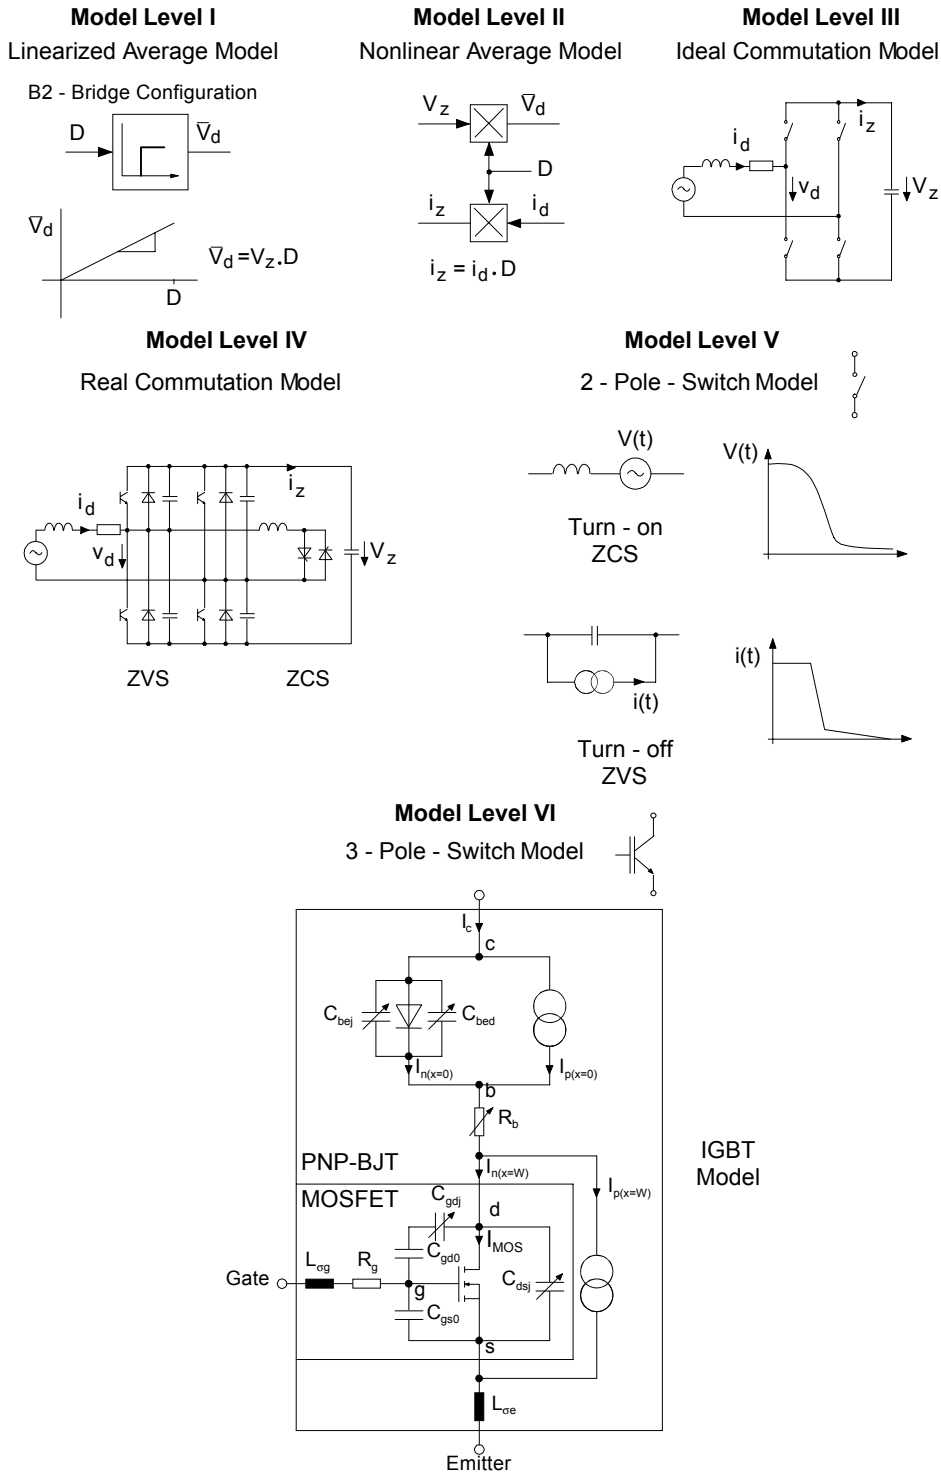 Model Level I
Linearized Average Model
B2 - Bridge Configuration
D
V̅d
V̅d
D
V̅d=Vz.D
Model Level II
Nonlinear Average Model
Vz
V̅d
D
iz
id
iz = id.D
Model Level III
Ideal Commutation Model
iz
id
vd
Vz
Model Level IV
Real Commutation Model
iz
id
vd
Vz
ZVS
ZCS
Model Level V
2 - Pole - Switch Model
V(t)
V(t)
Turn - on
ZCS
i(t)
i(t)
Turn - off
ZVS
Model Level VI
3 - Pole - Switch Model
Ic
c
Cbej
Cbed
In(x=0)
Ip(x=0)
b
Rb
PNP-BJT
In(x=W)
Ip(x=W)
IGBT
Model
MOSFET
Cgdj
d
IMOS
Cgd0
Lσg
Rg
Cdsj
Gate
g
Cgs0
s
Lσe
Emitter